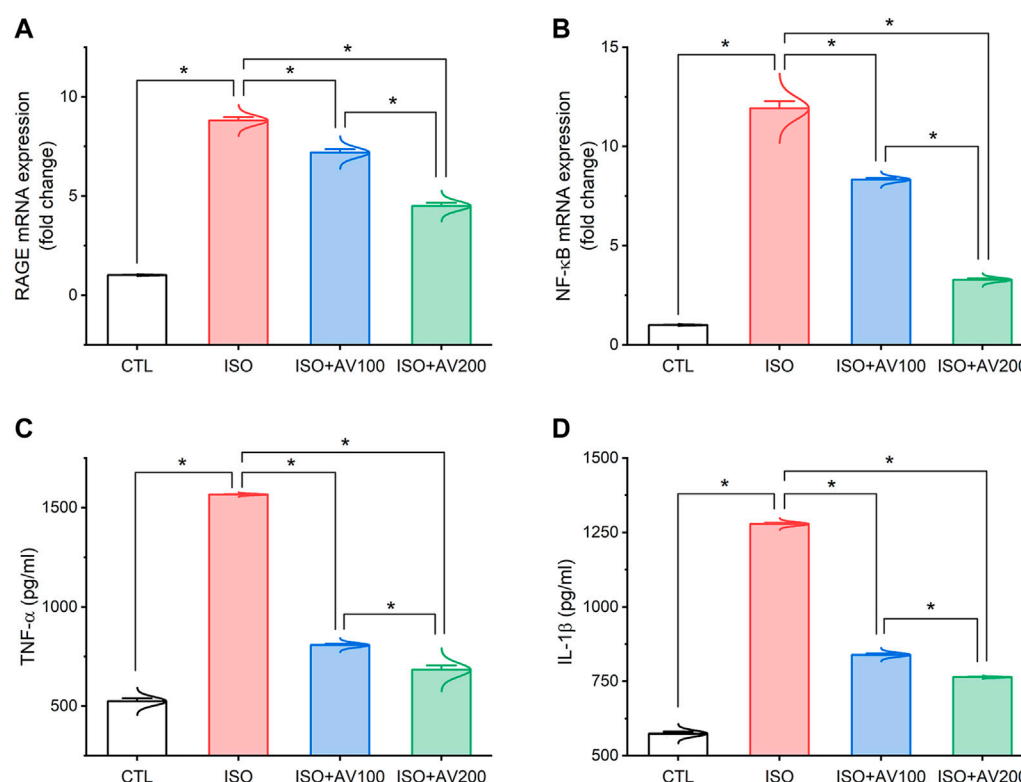 A
B
RAGE mRNA expression
(fold change)
10
5
0
*
*
*
*
CTL
ISO
ISO+AV100
ISO+AV200
NF-κB mRNA expression
(fold change)
15
10
5
0
*
*
*
*
CTL
ISO
ISO+AV100
ISO+AV200
C
D
TNF-α (pg/ml)
1500
1000
500
*
*
*
*
CTL
ISO
ISO+AV100
ISO+AV200
IL-1β (pg/ml)
1500
1250
1000
750
500
*
*
*
*
CTL
ISO
ISO+AV100
ISO+AV200